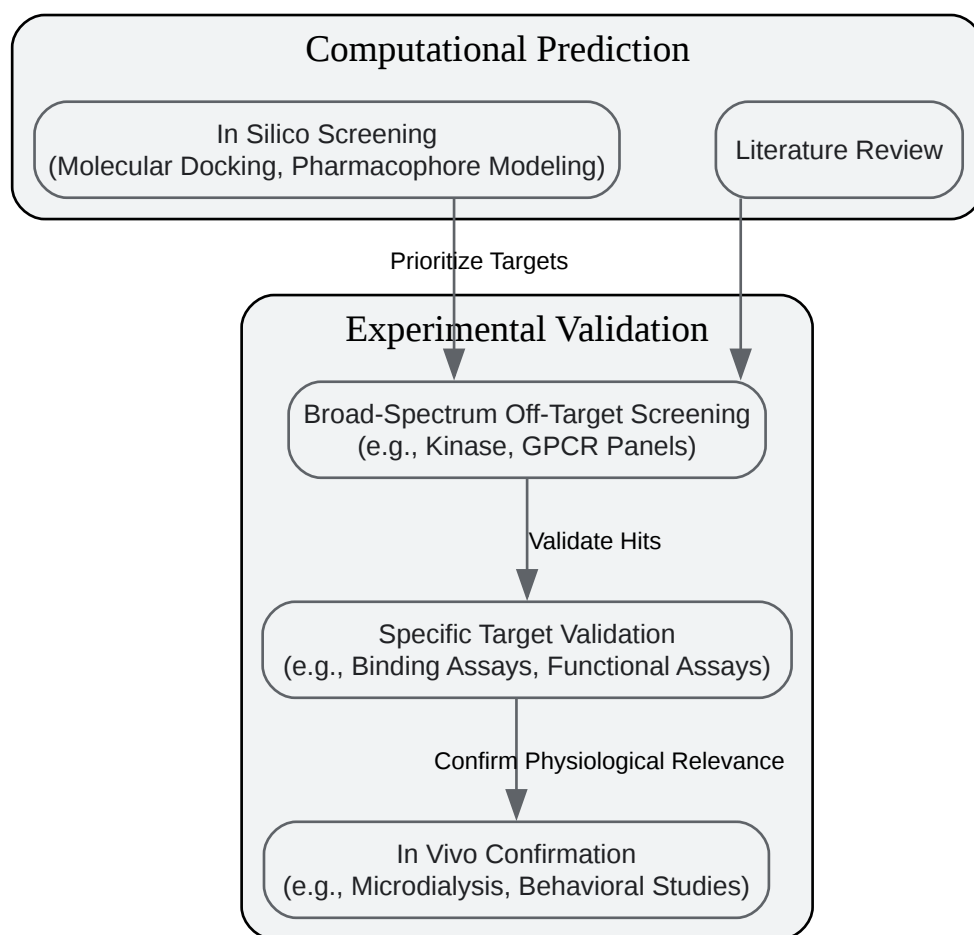 Computational Prediction
In Silico Screening
(Molecular Docking, Pharmacophore Modeling)
Literature Review
Prioritize Targets
Experimental Validation
Broad-Spectrum Off-Target Screening
(e.g., Kinase, GPCR Panels)
Validate Hits
Specific Target Validation
(e.g., Binding Assays, Functional Assays)
Confirm Physiological Relevance
In Vivo Confirmation
(e.g., Microdialysis, Behavioral Studies)